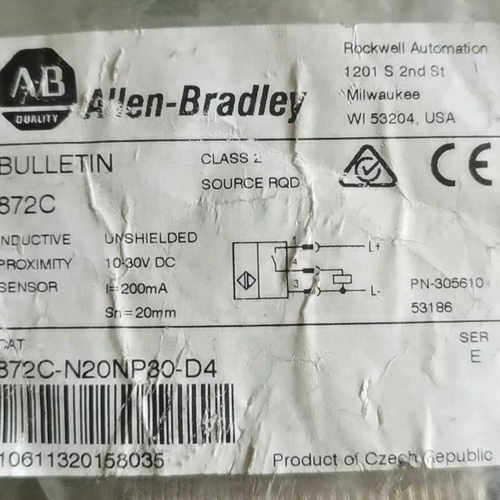 A·B
QUALITY
Allen-Bradley
Rockwell Automation
1201 S 2nd St
Milwaukee
WI 53204, USA
BULLETIN
872C
CLASS 2
SOURCE RQD
CE
INDUCTIVE
PROXIMITY
SENSOR
UNSHIELDED
10-30V DC
I=200mA
Sn=20mm
4
3
L+
L-
PN-305610
53186
CAT
872C-N20NP30-D4
SER
E
10611320158035
Product of Czech Republic